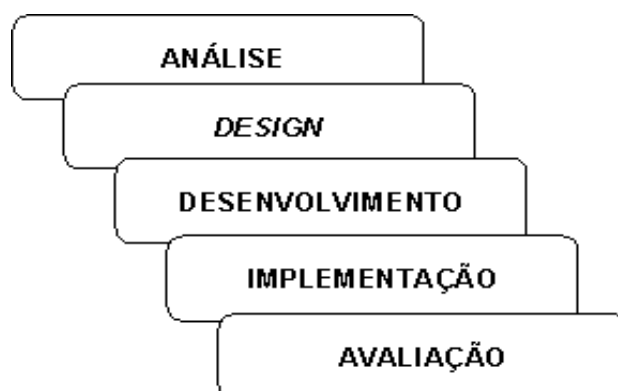 ANÁLISE
DESIGN
DESENVOLVIMENTO
IMPLEMENTAÇÃO
AVALIAÇÃO